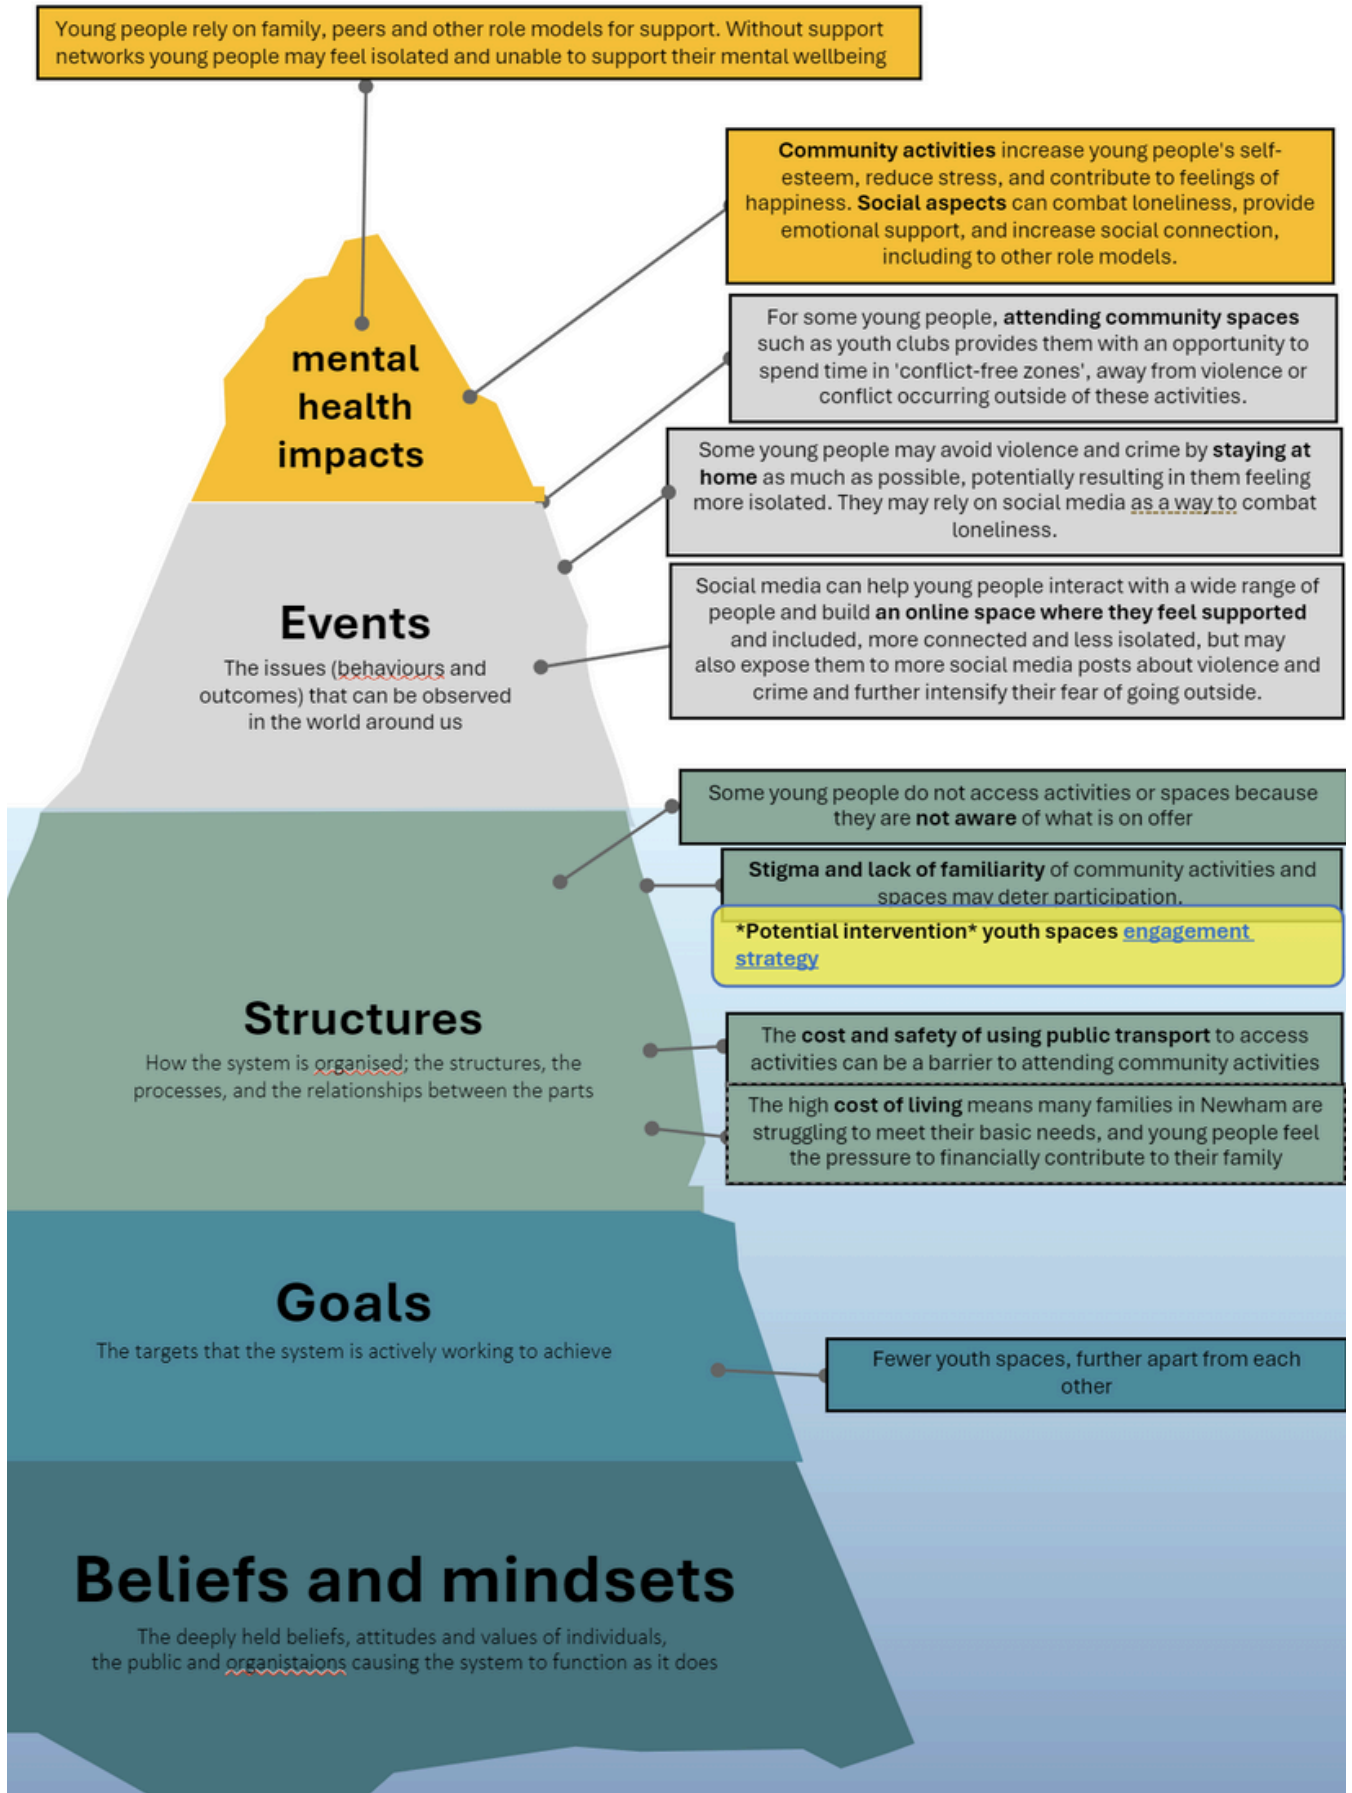 Young people rely on family, peers and other role models for support. Without support
networks young people may feel isolated and unable to support their mental wellbeing
Community activities increase young people's self-
esteem, reduce stress, and contribute to feelings of
happiness. Social aspects can combat loneliness, provide
emotional support, and increase social connection,
including to other role models.
For some young people, attending community spaces
such as youth clubs provides them with an opportunity to
spend time in 'conflict-free zones', away from violence or
conflict occurring outside of these activities.
mental
health
impacts
Some young people may avoid violence and crime by staying at
home as much as possible, potentially resulting in them feeling
more isolated. They may rely on social media as a way to combat
loneliness.
Social media can help young people interact with a wide range of
people and build an online space where they feel supported
and included, more connected and less isolated, but may
also expose them to more social media posts about violence and
crime and further intensify their fear of going outside.
Events
The issues (behaviours and
outcomes) that can be observed
in the world around us
Some young people do not access activities or spaces because
they are not aware of what is on offer
Stigma and lack of familiarity of community activities and
spaces may deter participation.
*Potential intervention* youth spaces engagement
strategy
Structures
How the system is organised; the structures, the
processes, and the relationships between the parts
The cost and safety of using public transport to access
activities can be a barrier to attending community activities
The high cost of living means many families in Newham are
struggling to meet their basic needs, and young people feel
the pressure to financially contribute to their family
Goals
The targets that the system is actively working to achieve
Fewer youth spaces, further apart from each
other
Beliefs and mindsets
The deeply held beliefs, attitudes and values of individuals,
the public and organistaions causing the system to function as it does